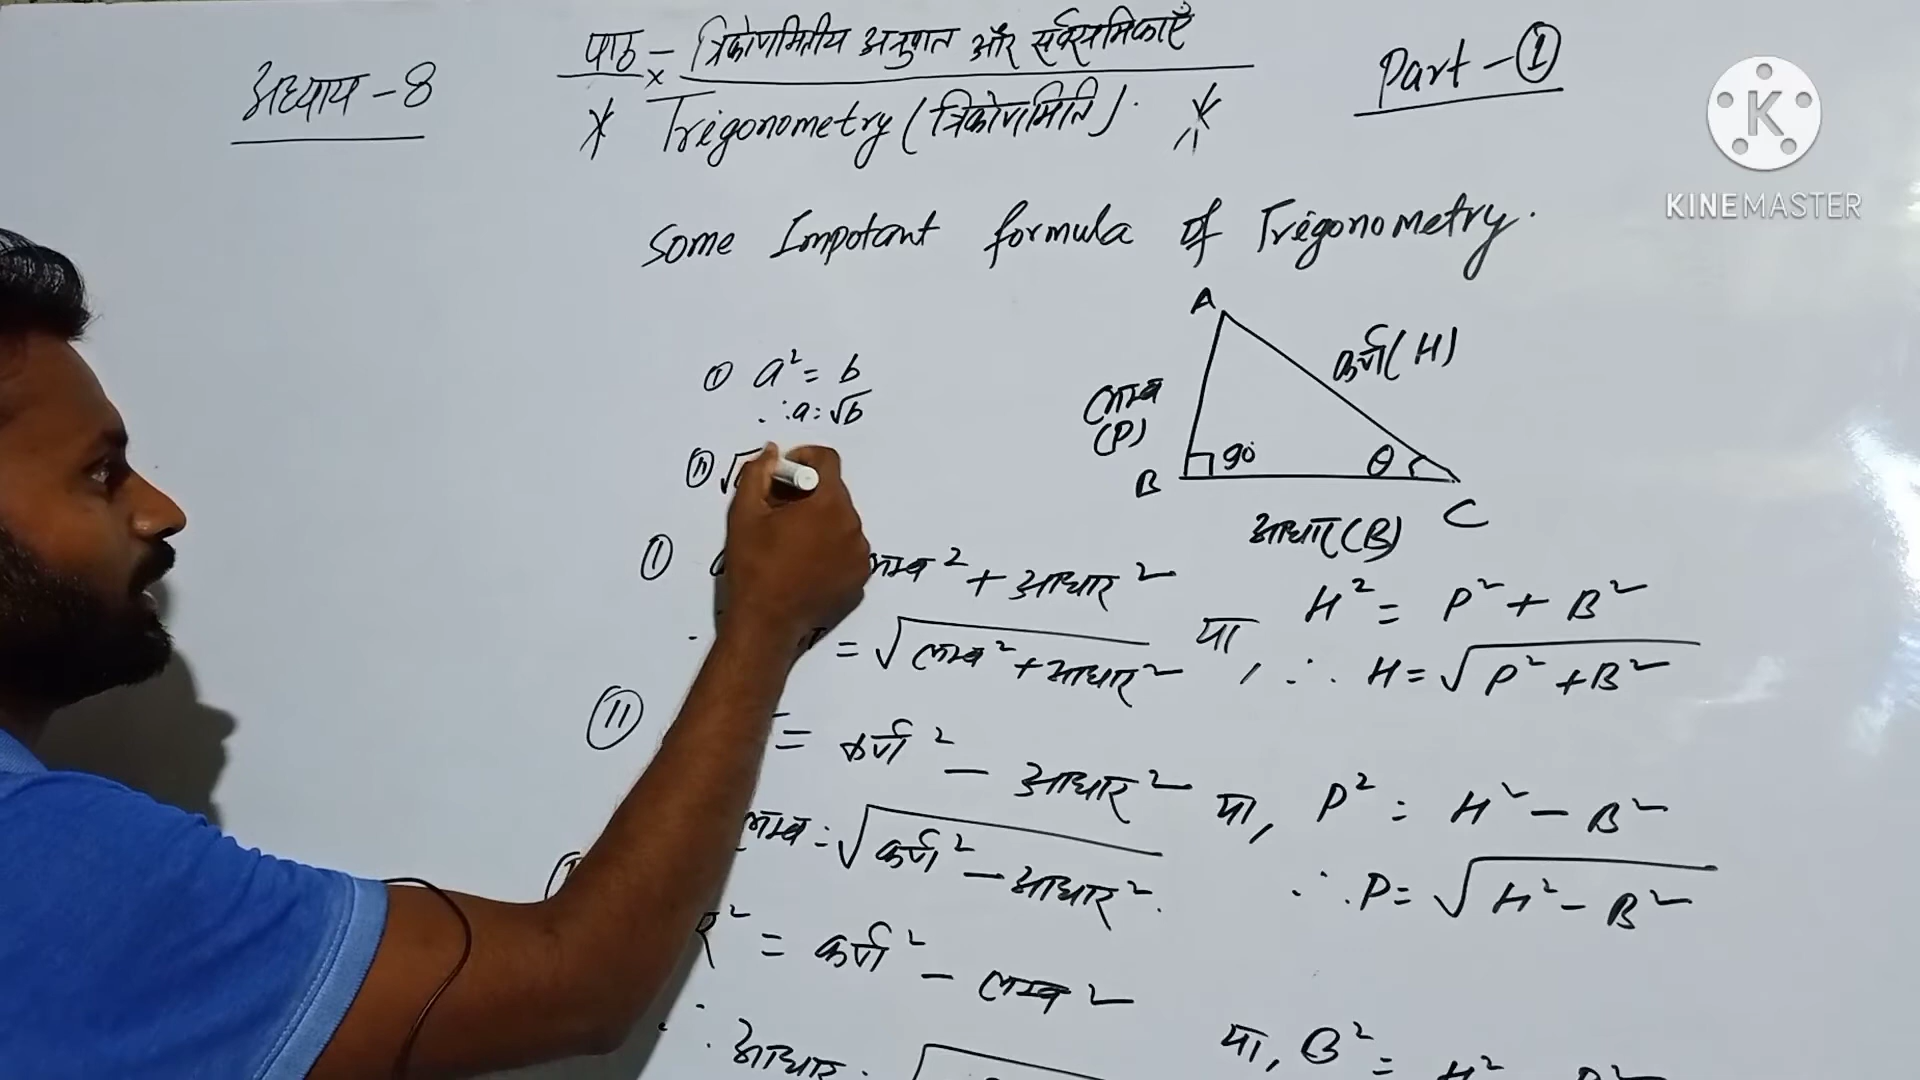 अध्याय - 8
पाठ - त्रिकोणमितीय अनुपात और सर्वसमिकाएँ
Part - ①
* Trigonometry (त्रिकोणमिति). *
K
KINEMASTER
Some Impotant formula of Trigonometry.
① a² = b
∴ a = √b
A
कर्ण (H)
लम्ब
(P)
90°
θ
B
C
आधार (B)
⑪ √
① लम्ब² + आधार² या, H² = P² + B²
= √लम्ब² + आधार² ∴ H = √P² + B²
⑪ = कर्ण² - आधार² या, P² = H² - B²
लम्ब = √कर्ण² - आधार². ∴ P = √H² - B²
र² = कर्ण² - लम्ब²
या, B² = H²
∴ आधार =